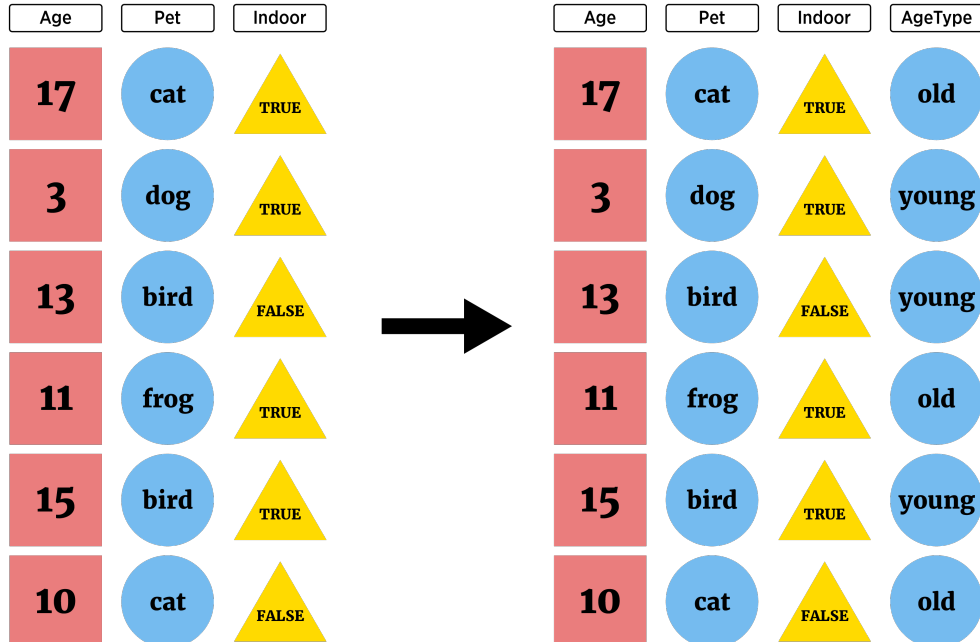 Age Pet Indoor Age Pet Indoor AgeType
17 cat TRUE 17 cat TRUE old
3 dog TRUE 3 dog TRUE young
13 bird FALSE 13 bird FALSE young
11 frog TRUE 11 frog TRUE old
15 bird TRUE 15 bird TRUE young
10 cat FALSE 10 cat FALSE old